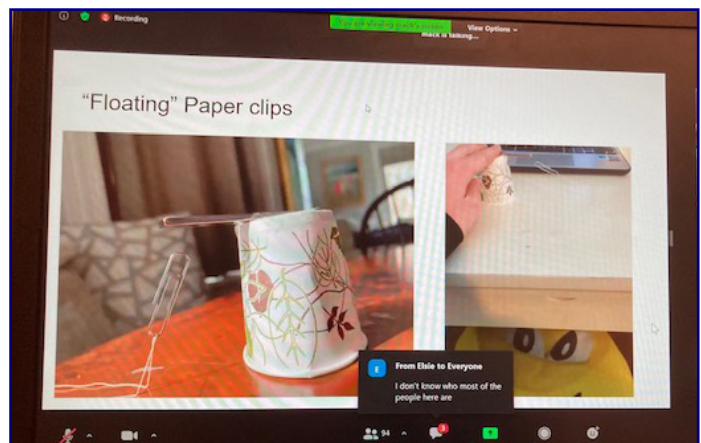 Recording
View Options
is talking...
"Floating" Paper clips
E
From Elsie to Everyone
I don't know who most of the
people here are
94
3